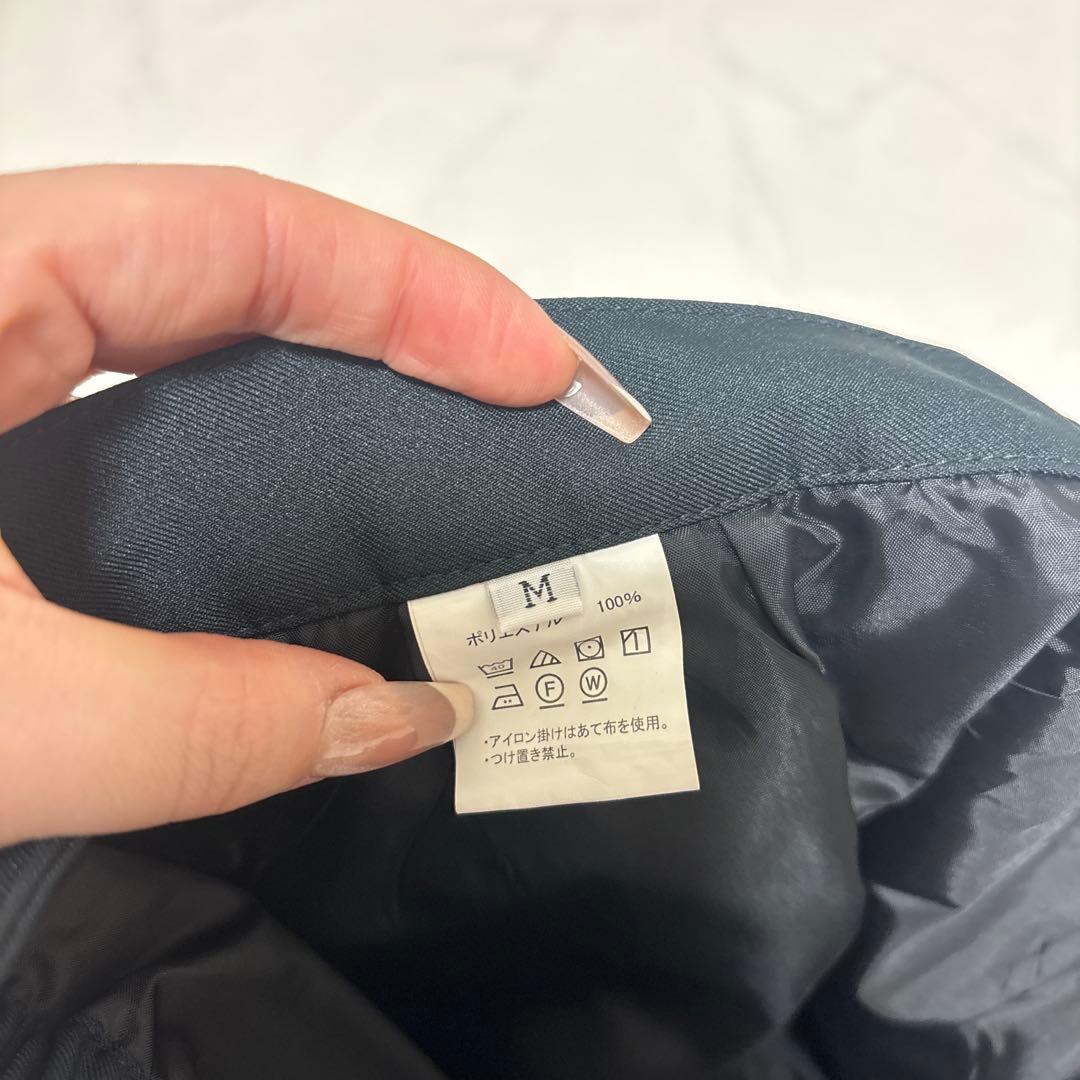 M
ポリエステル 100%
40
F W
・アイロン掛けはあて布を使用。
・つけ置き禁止。